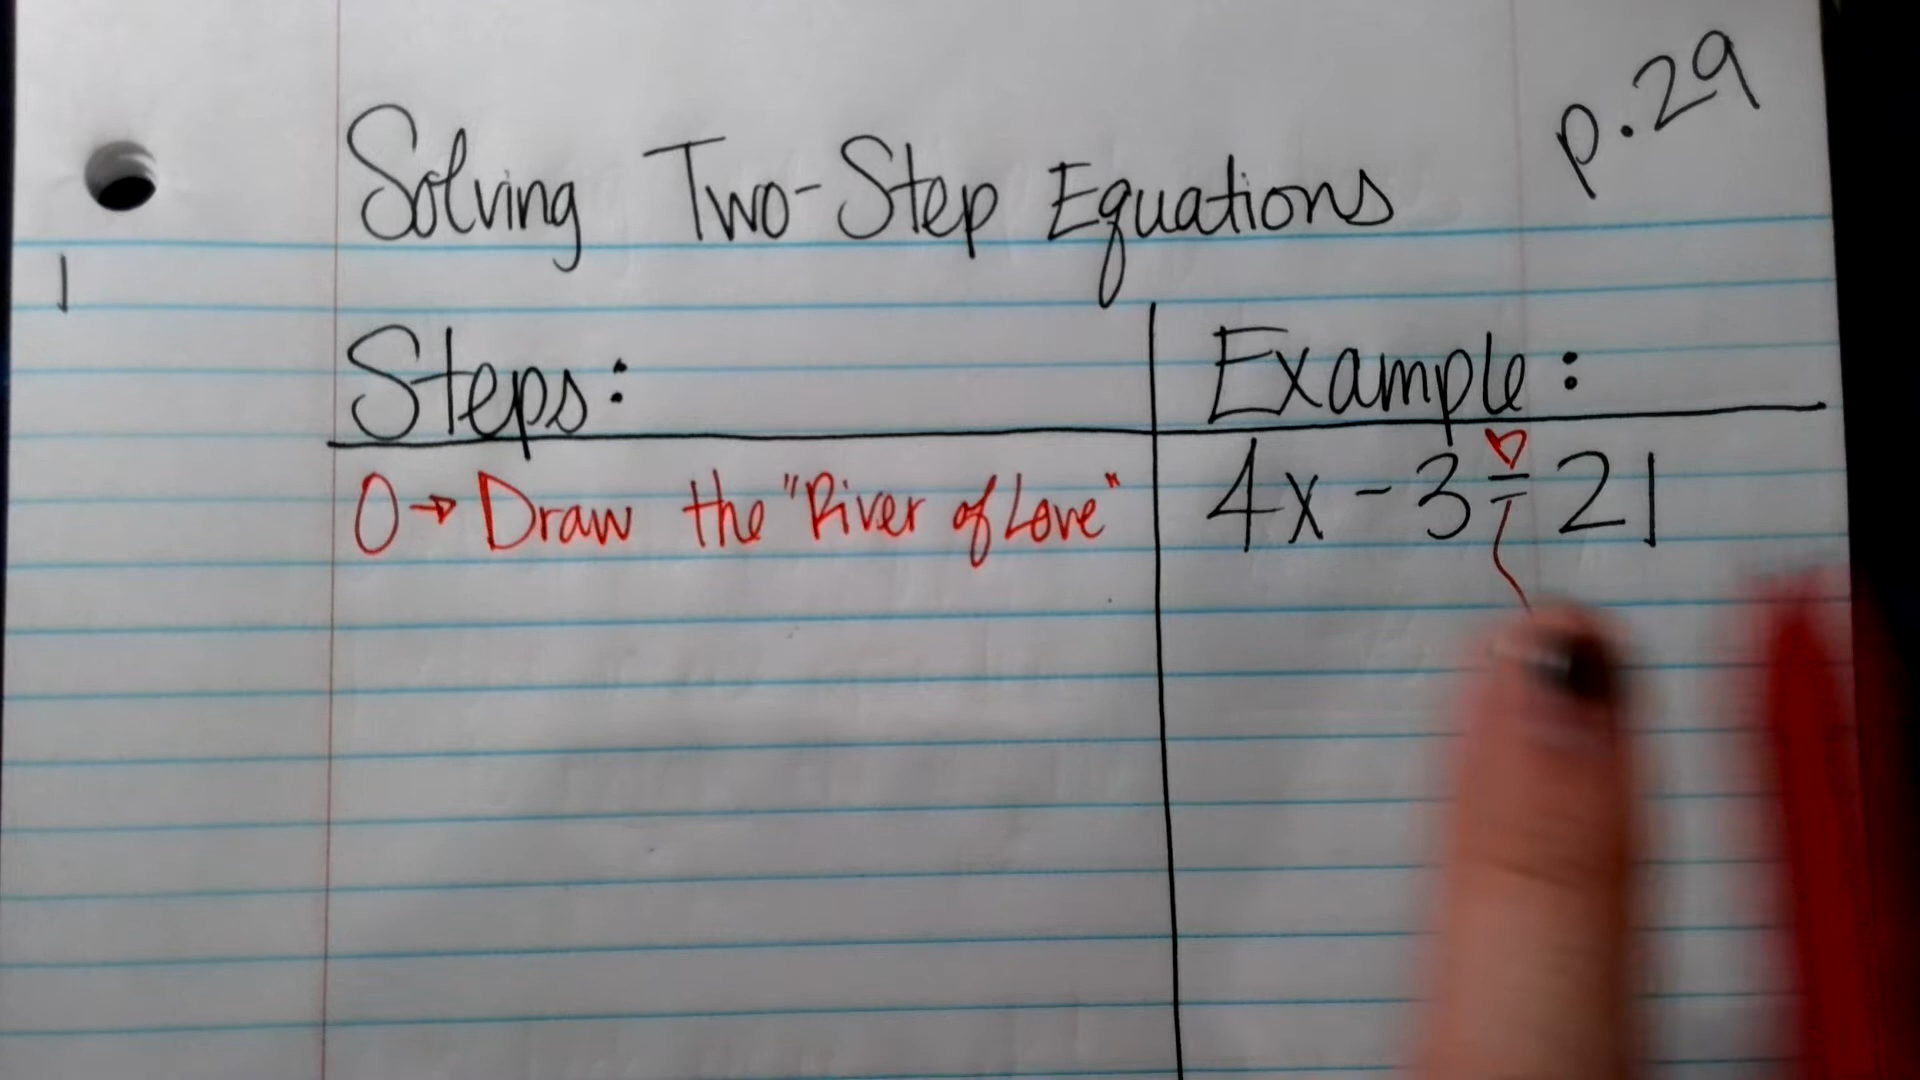 p.29
Solving Two-Step Equations
Steps:
Example:
0→ Draw the "River of Love"
4x - 3 = 21